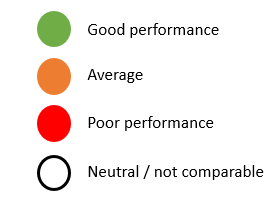 Good performance
Average
Poor performance
Neutral / not comparable